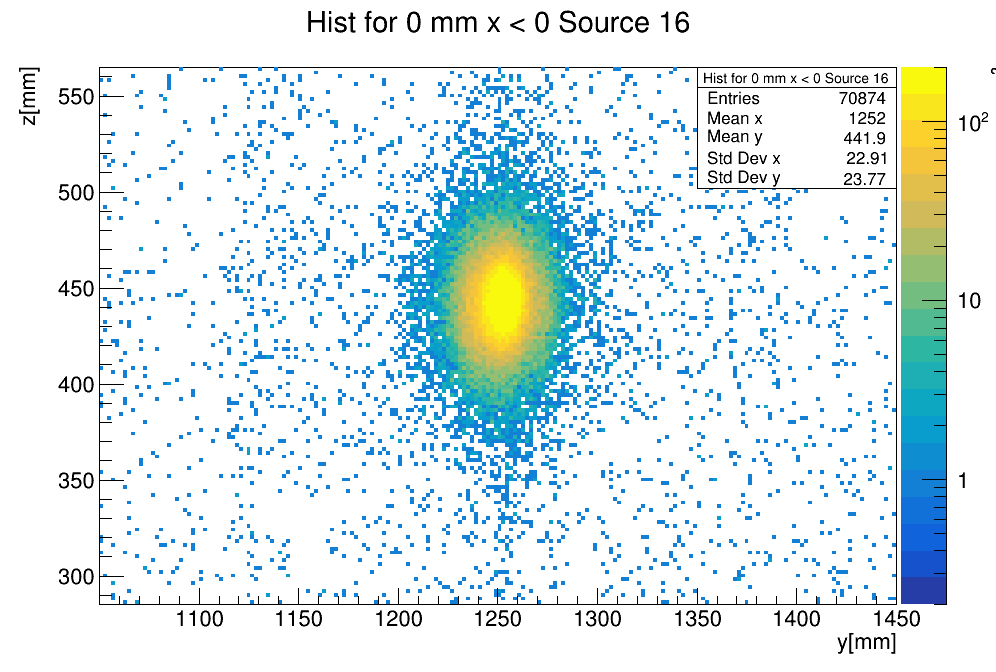 Hist for 0 mm x < 0 Source 16
z[mm]
Hist for 0 mm x < 0 Source 16
Entries 70874
Mean x 1252
Mean y 441.9
Std Dev x 22.91
Std Dev y 23.77
550
500
450
400
350
300
10²
10
1
1100 1150 1200 1250 1300 1350 1400 1450
y[mm]